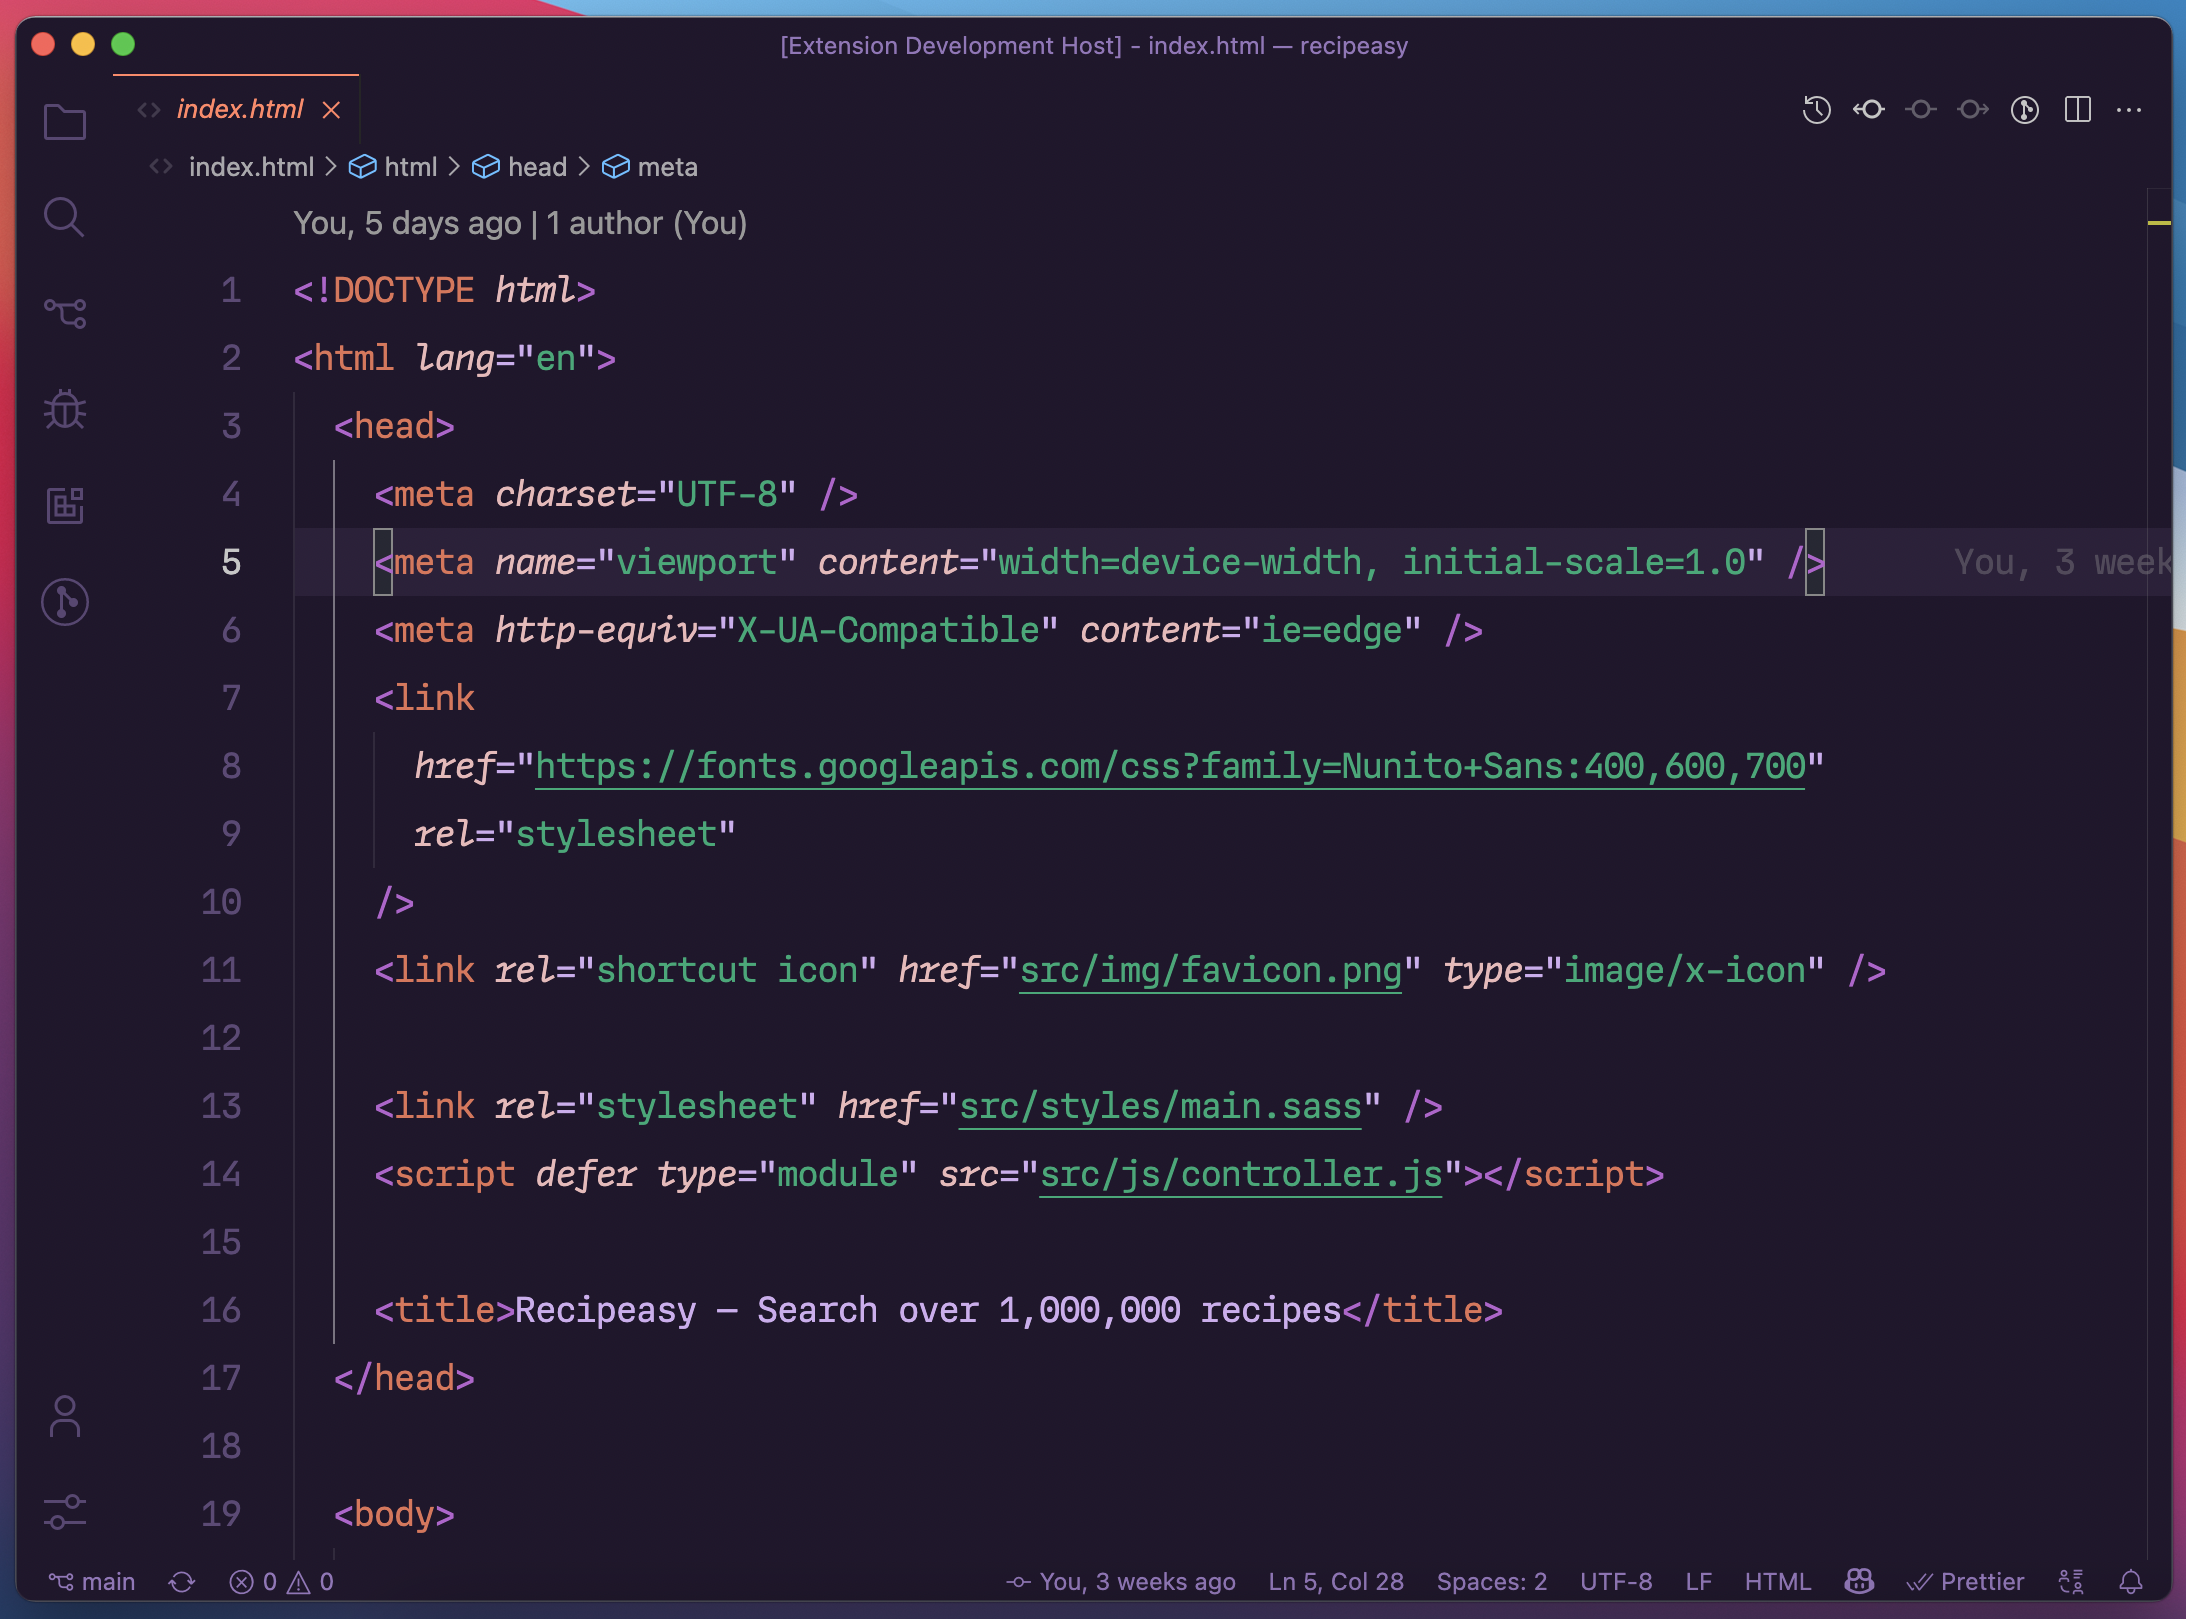 [Extension Development Host] - index.html — recipeasy
index.html
index.html > html > head > meta
You, 5 days ago | 1 author (You)
1 <!DOCTYPE html>
2 <html lang="en">
3 <head>
4 <meta charset="UTF-8" />
5 <meta name="viewport" content="width=device-width, initial-scale=1.0" /> You, 3 week
6 <meta http-equiv="X-UA-Compatible" content="ie=edge" />
7 <link
8 href="https://fonts.googleapis.com/css?family=Nunito+Sans:400,600,700"
9 rel="stylesheet"
10 />
11 <link rel="shortcut icon" href="src/img/favicon.png" type="image/x-icon" />
12
13 <link rel="stylesheet" href="src/styles/main.sass" />
14 <script defer type="module" src="src/js/controller.js"></script>
15
16 <title>Recipeasy — Search over 1,000,000 recipes</title>
17 </head>
18
19 <body>
main 0 0 You, 3 weeks ago Ln 5, Col 28 Spaces: 2 UTF-8 LF HTML Prettier